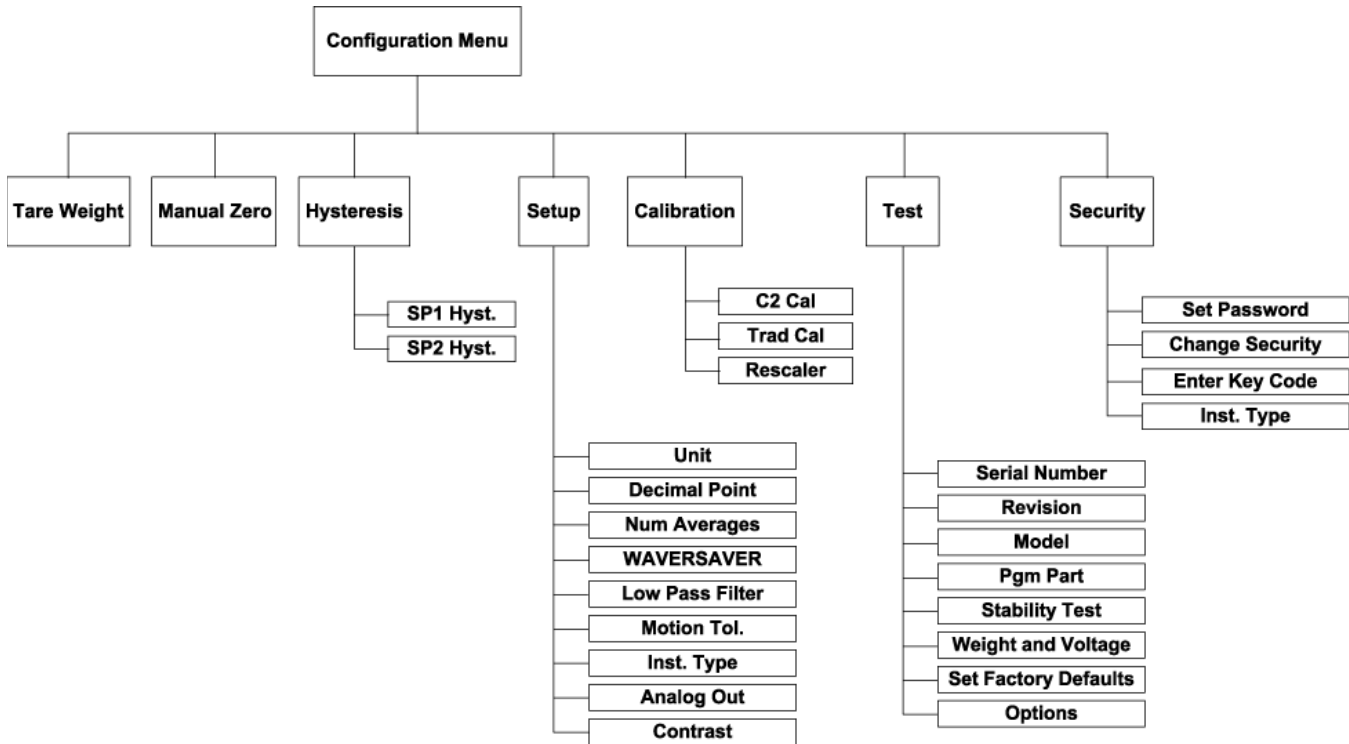 Configuration Menu
Tare Weight
Manual Zero
Hysteresis
Setup
Calibration
Test
Security
SP1 Hyst.
SP2 Hyst.
C2 Cal
Trad Cal
Rescaler
Set Password
Change Security
Enter Key Code
Inst. Type
Unit
Decimal Point
Num Averages
WAVERSAVER
Low Pass Filter
Motion Tol.
Inst. Type
Analog Out
Contrast
Serial Number
Revision
Model
Pgm Part
Stability Test
Weight and Voltage
Set Factory Defaults
Options